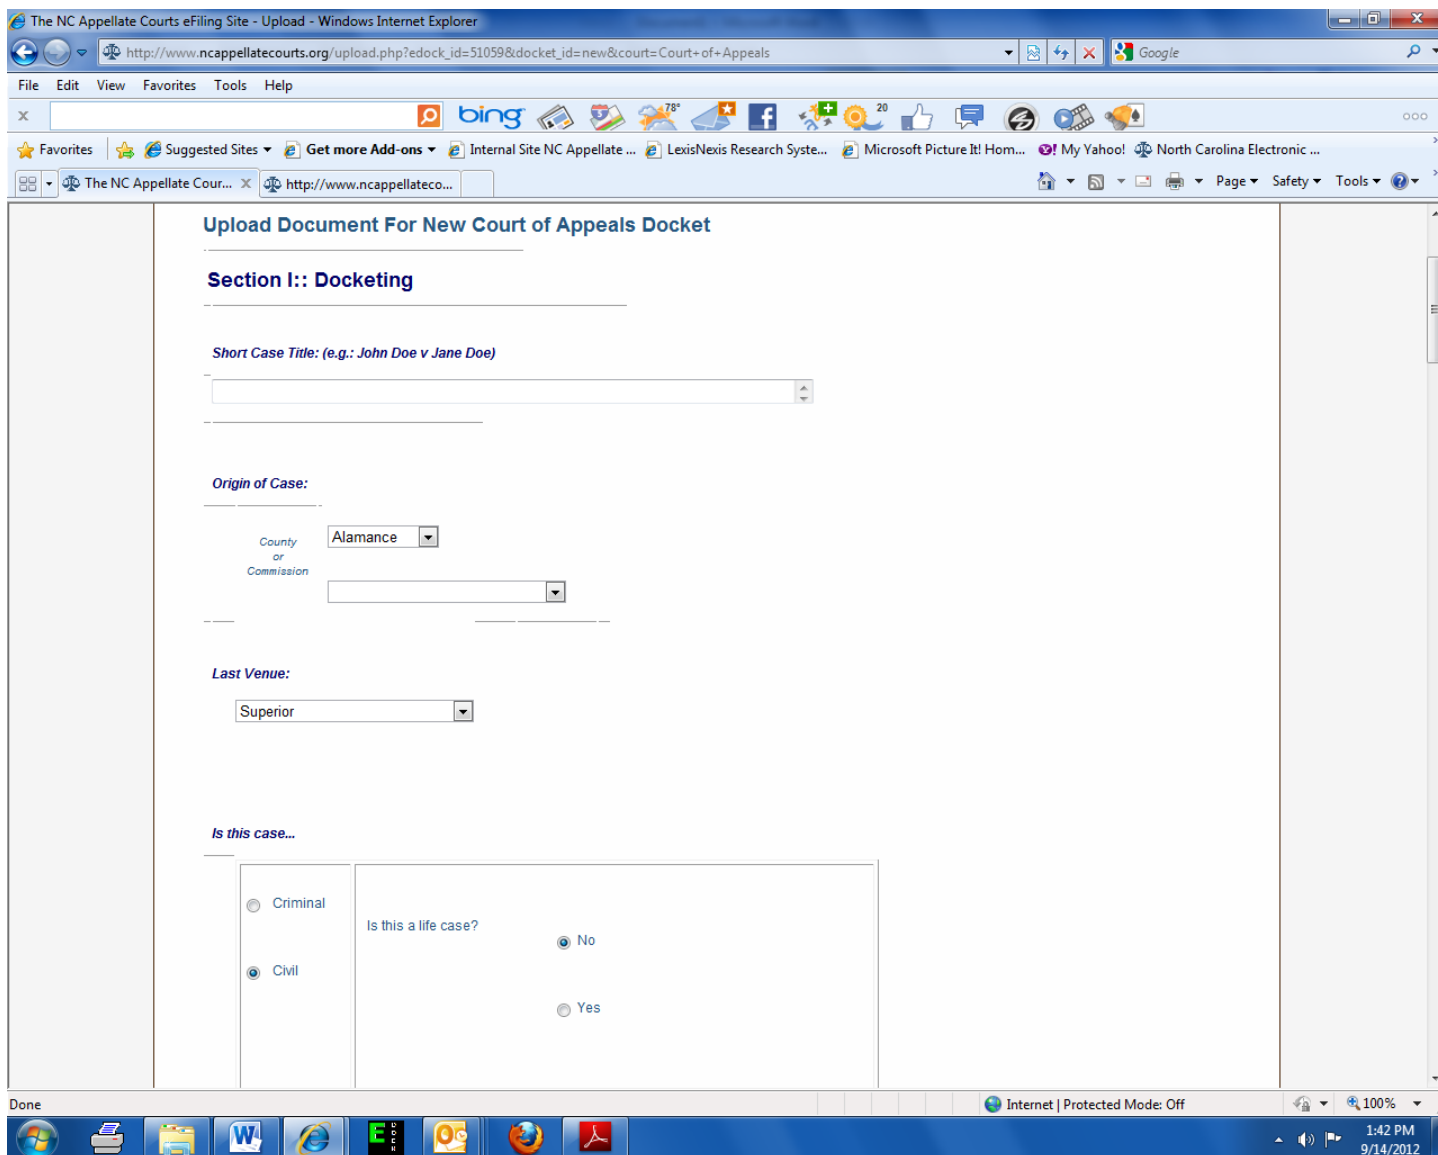 The NC Appellate Courts eFiling Site - Upload - Windows Internet Explorer
http://www.ncappellatecourts.org/upload.php?edock_id=51059&docket_id=new&court=Court+of+Appeals
Google
File Edit View Favorites Tools Help
x bing 78° 20
Favorites Suggested Sites Get more Add-ons Internal Site NC Appellate ... LexisNexis Research Syste... Microsoft Picture It! Hom... My Yahoo! North Carolina Electronic ...
The NC Appellate Cour... x http://www.ncappellateco... Page Safety Tools
Upload Document For New Court of Appeals Docket
Section I:: Docketing
Short Case Title: (e.g.: John Doe v Jane Doe)
Origin of Case:
County
or
Commission
Alamance
Last Venue:
Superior
Is this case...
Criminal
Is this a life case?
No
Civil
Yes
Done Internet | Protected Mode: Off 100%
1:42 PM
9/14/2012